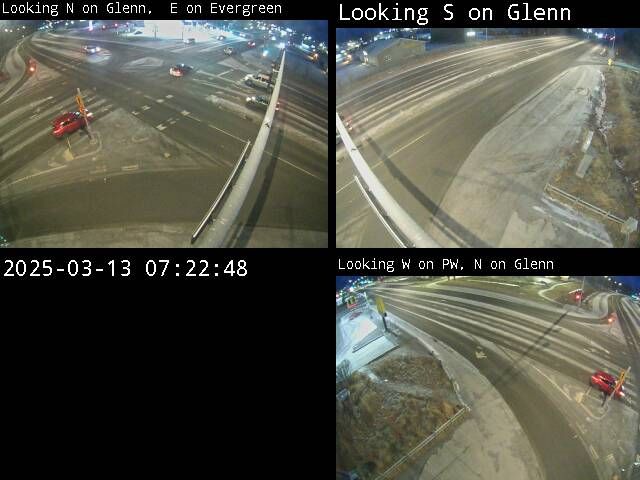 Looking N on Glenn,  E on Evergreen
Looking S on Glenn
2025-03-13 07:22:48
Looking W on PW, N on Glenn